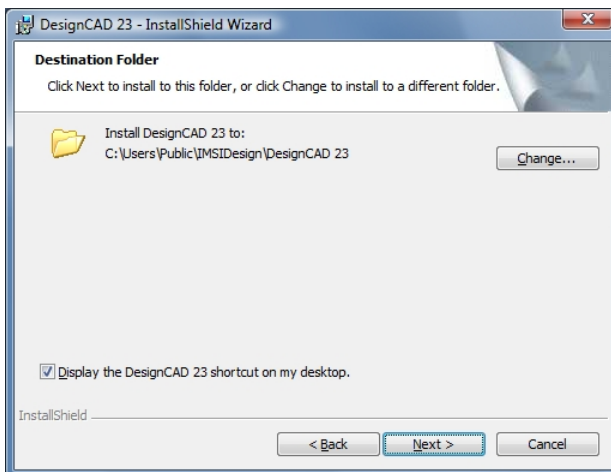 DesignCAD 23 - InstallShield Wizard
Destination Folder
Click Next to install to this folder, or click Change to install to a different folder.
Install DesignCAD 23 to:
C:\Users\Public\IMSIDesign\DesignCAD 23
Change...
Display the DesignCAD 23 shortcut on my desktop.
InstallShield
< Back Next > Cancel